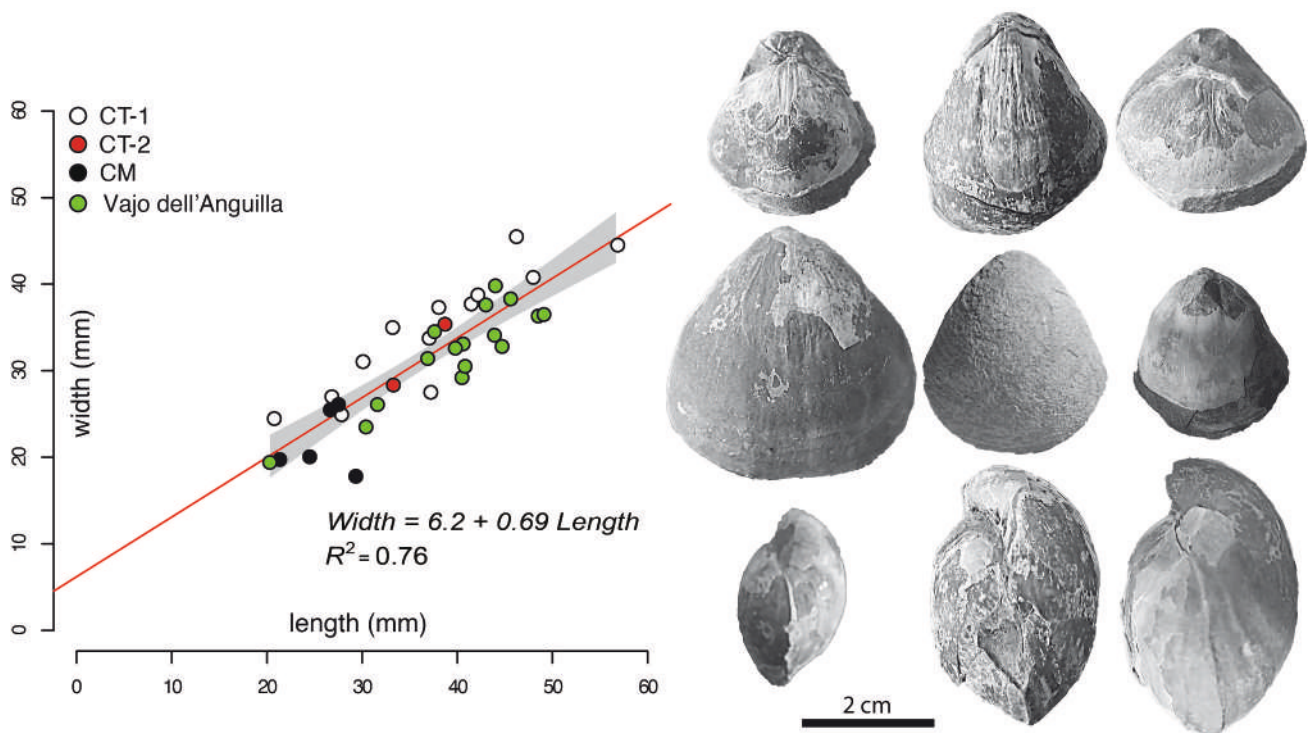 60
50
40
30
20
10
0
width (mm)
CT-1
CT-2
CM
Vajo dell'Anguilla
Width = 6.2 + 0.69 Length
R² = 0.76
length (mm)
0 20 30 40 50 60
2 cm